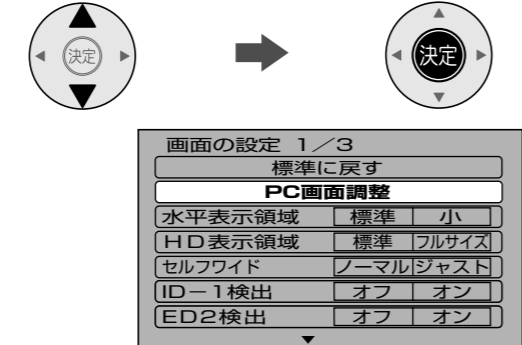 決定 決定
画面の設定 1/3
標準に戻す
PC画面調整
水平表示領域 標準 小
HD表示領域 標準 フルサイズ
セルフワイド ノーマル ジャスト
ID-1検出 オフ オン
ED2検出 オフ オン